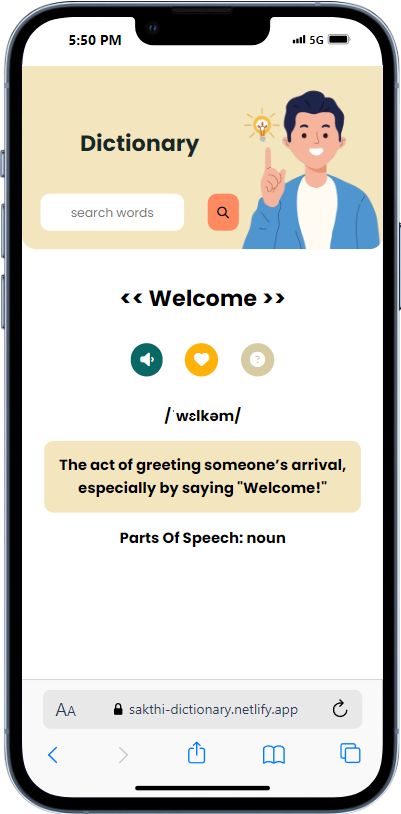 5:50 PM
5G
Dictionary
search words
<< Welcome >>
?
/ˈwɛlkəm/
The act of greeting someone’s arrival,
especially by saying "Welcome!"
Parts Of Speech: noun
AA
sakthi-dictionary.netlify.app